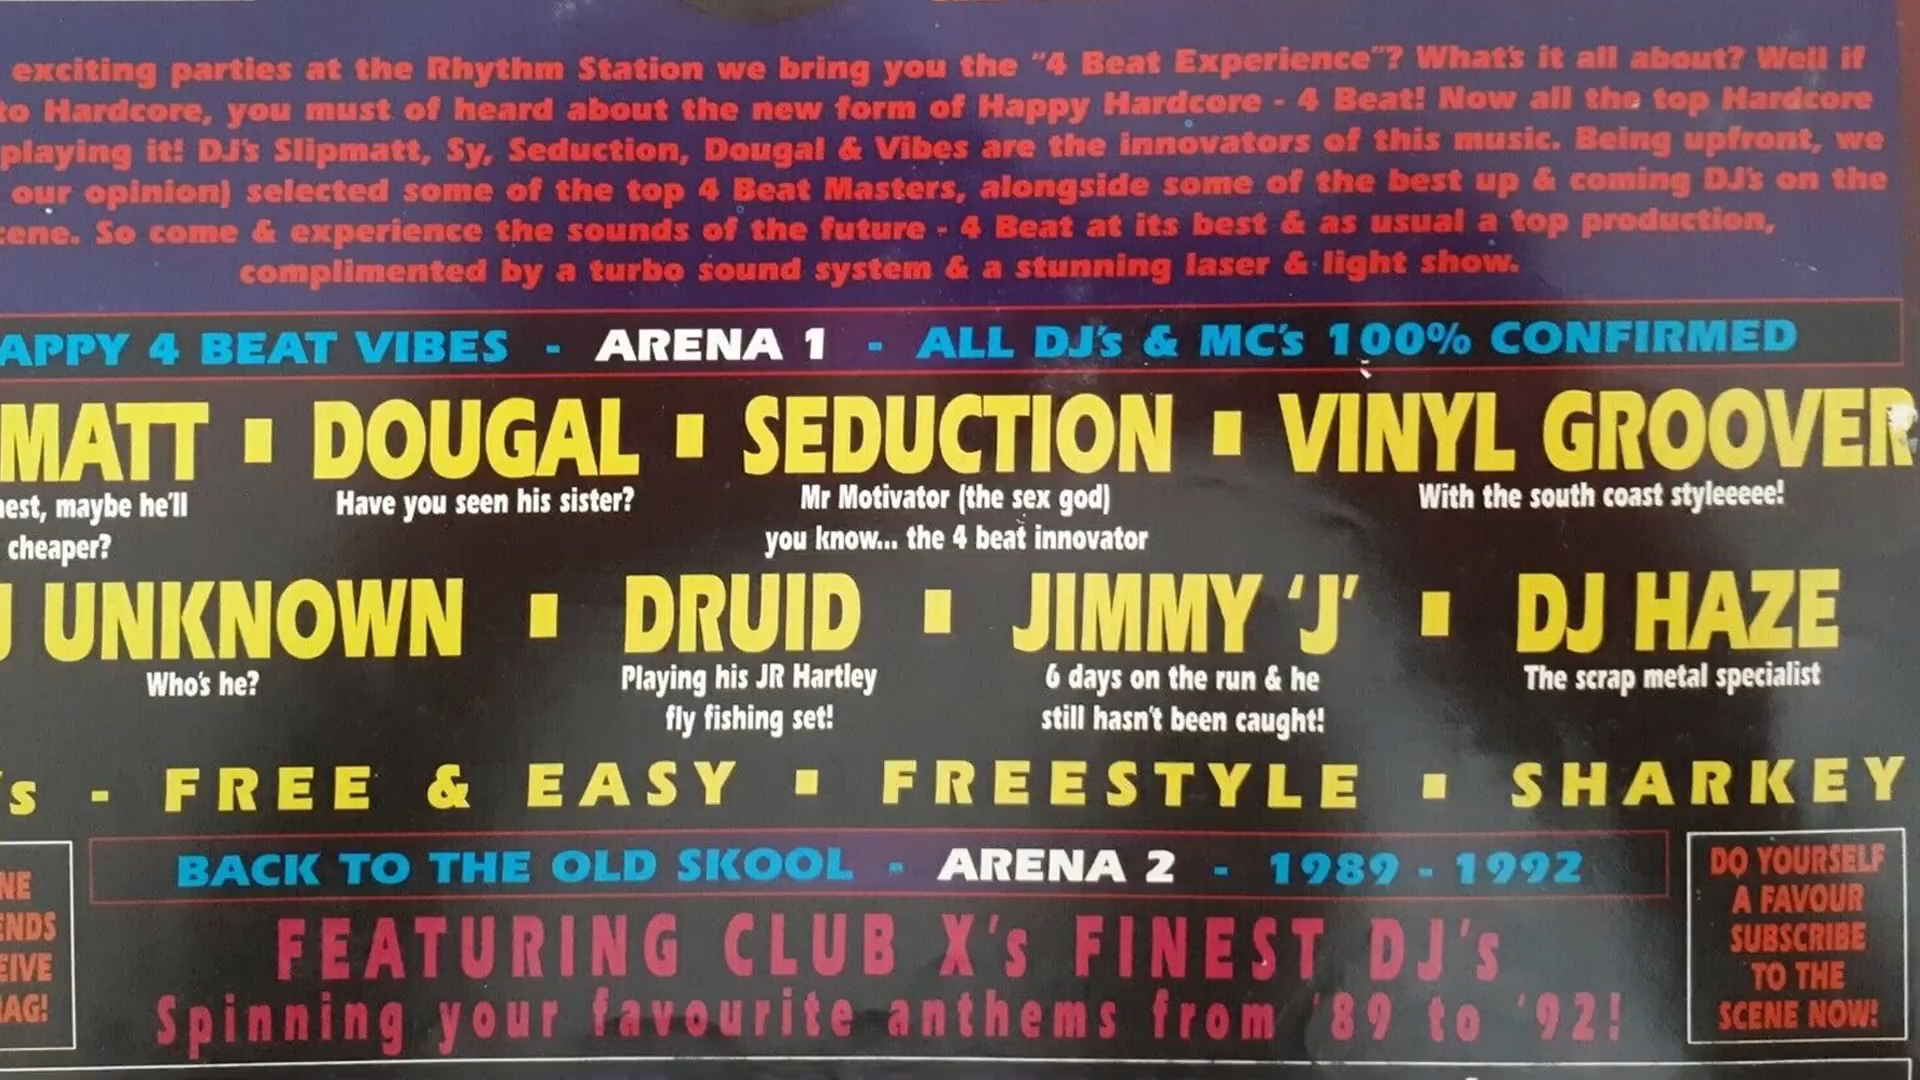 exciting parties at the Rhythm Station we bring you the "4 Beat Experience"? What's it all about? Well if
to Hardcore, you must of heard about the new form of Happy Hardcore - 4 Beat! Now all the top Hardcore
playing it! DJ's Slipmatt, Sy, Seduction, Dougal & Vibes are the innovators of this music. Being upfront, we
our opinion) selected some of the top 4 Beat Masters, alongside some of the best up & coming DJ's on the
cene. So come & experience the sounds of the future - 4 Beat at its best & as usual a top production,
complimented by a turbo sound system & a stunning laser & light show.
APPY 4 BEAT VIBES - ARENA 1 - ALL DJ's & MC's 100% CONFIRMED
MATT ▪ DOUGAL ▪ SEDUCTION ▪ VINYL GROOVER
nest, maybe he'll
cheaper?
Have you seen his sister?
Mr Motivator (the sex god)
you know... the 4 beat innovator
With the south coast styleeeee!
J UNKNOWN ▪ DRUID ▪ JIMMY 'J' ▪ DJ HAZE
Who's he?
Playing his JR Hartley
fly fishing set!
6 days on the run & he
still hasn't been caught!
The scrap metal specialist
's - FREE & EASY ▪ FREESTYLE ▪ SHARKEY
NE
ENDS
EIVE
AG!
BACK TO THE OLD SKOOL - ARENA 2 - 1989 - 1992
FEATURING CLUB X's FINEST DJ's
Spinning your favourite anthems from '89 to '92!
DO YOURSELF
A FAVOUR
SUBSCRIBE
TO THE
SCENE NOW!